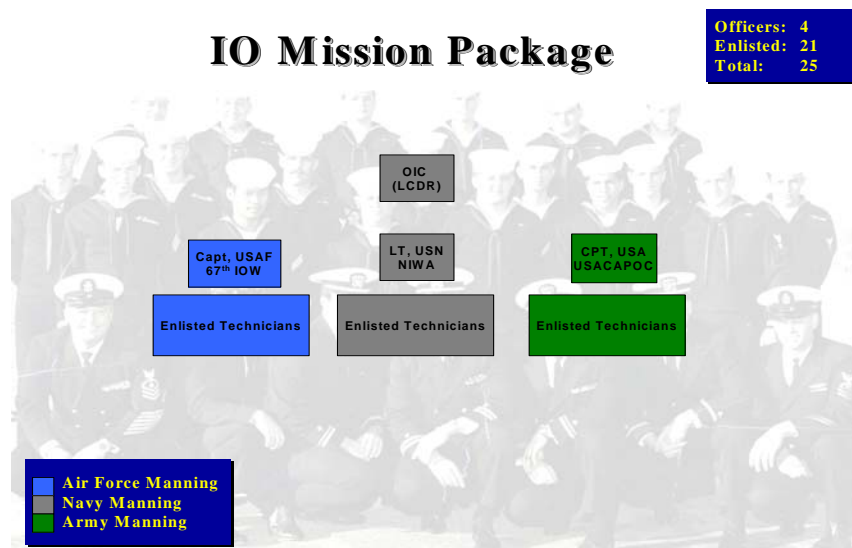 IO Mission Package
Officers: 4
Enlisted: 21
Total: 25
OIC
(LCDR)
Capt, USAF
67th IOW
LT, USN
NIWA
CPT, USA
USACAPOC
Enlisted Technicians
Enlisted Technicians
Enlisted Technicians
Air Force Manning
Navy Manning
Army Manning